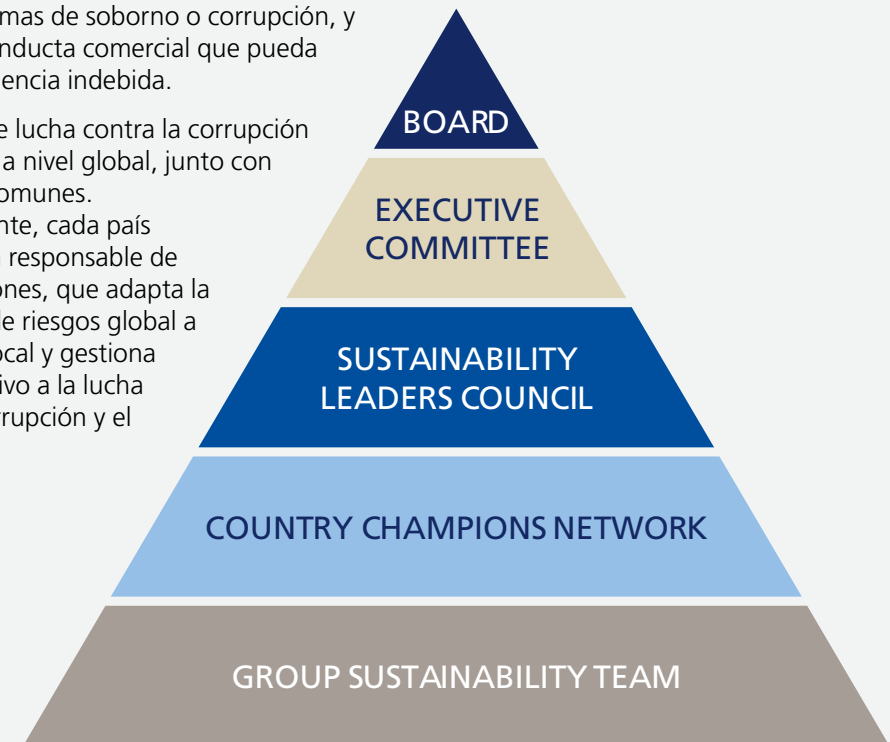 mas de soborno o corrupción, y
onducta comercial que pueda
encia indebida.
e lucha contra la corrupción
a nivel global, junto con
omunes.
nte, cada país
responsable de
ones, que adapta la
de riesgos global a
ocal y gestiona
ivo a la lucha
rrupción y el
BOARD
EXECUTIVE
COMMITTEE
SUSTAINABILITY
LEADERS COUNCIL
COUNTRY CHAMPIONS NETWORK
GROUP SUSTAINABILITY TEAM